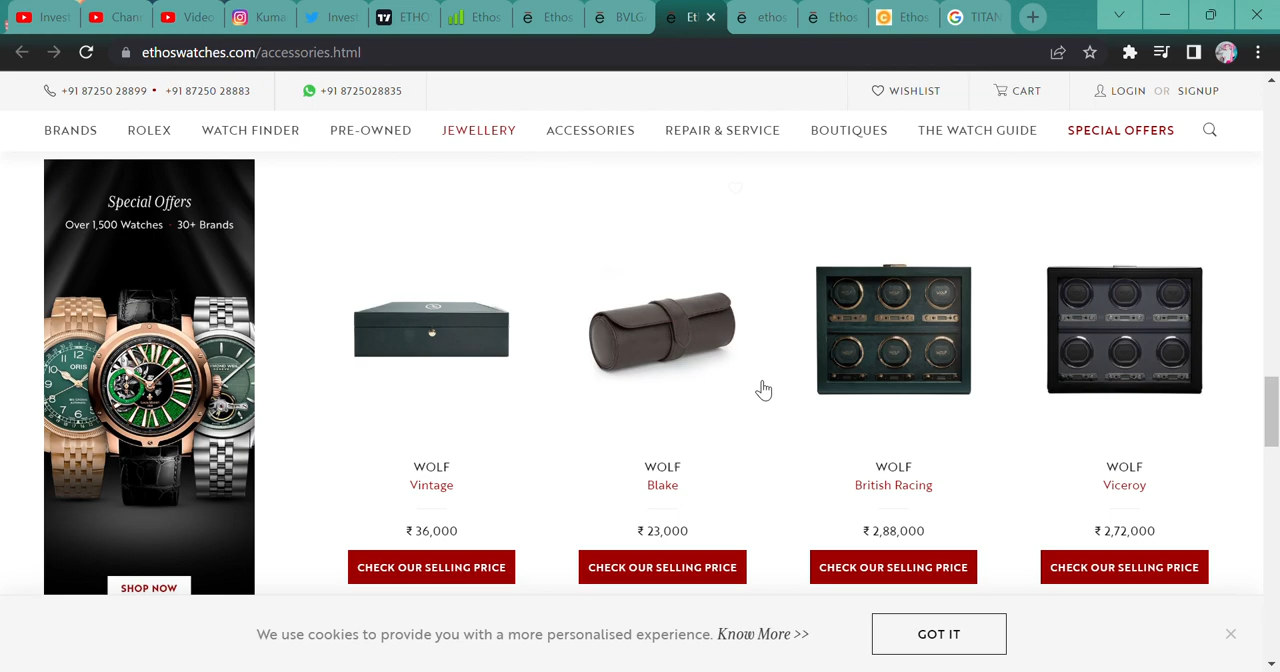 Invest
Chann
Video
Kuma
Invest
ETHO
Ethos
Ethos
BVLG
Et
ethos
Ethos
Ethos
TITAN
ethoswatches.com/accessories.html
+91 87250 28899 • +91 87250 28883
+91 8725028835
WISHLIST
CART
LOGIN OR SIGNUP
BRANDS ROLEX WATCH FINDER PRE-OWNED JEWELLERY ACCESSORIES REPAIR & SERVICE BOUTIQUES THE WATCH GUIDE SPECIAL OFFERS
Special Offers
Over 1,500 Watches · 30+ Brands
ORIS
SHOP NOW
WOLF
Vintage
₹ 36,000
CHECK OUR SELLING PRICE
WOLF
Blake
₹ 23,000
CHECK OUR SELLING PRICE
WOLF
WOLF
British Racing
₹ 2,88,000
CHECK OUR SELLING PRICE
WOLF
WOLF
Viceroy
₹ 2,72,000
CHECK OUR SELLING PRICE
We use cookies to provide you with a more personalised experience. Know More >>
GOT IT